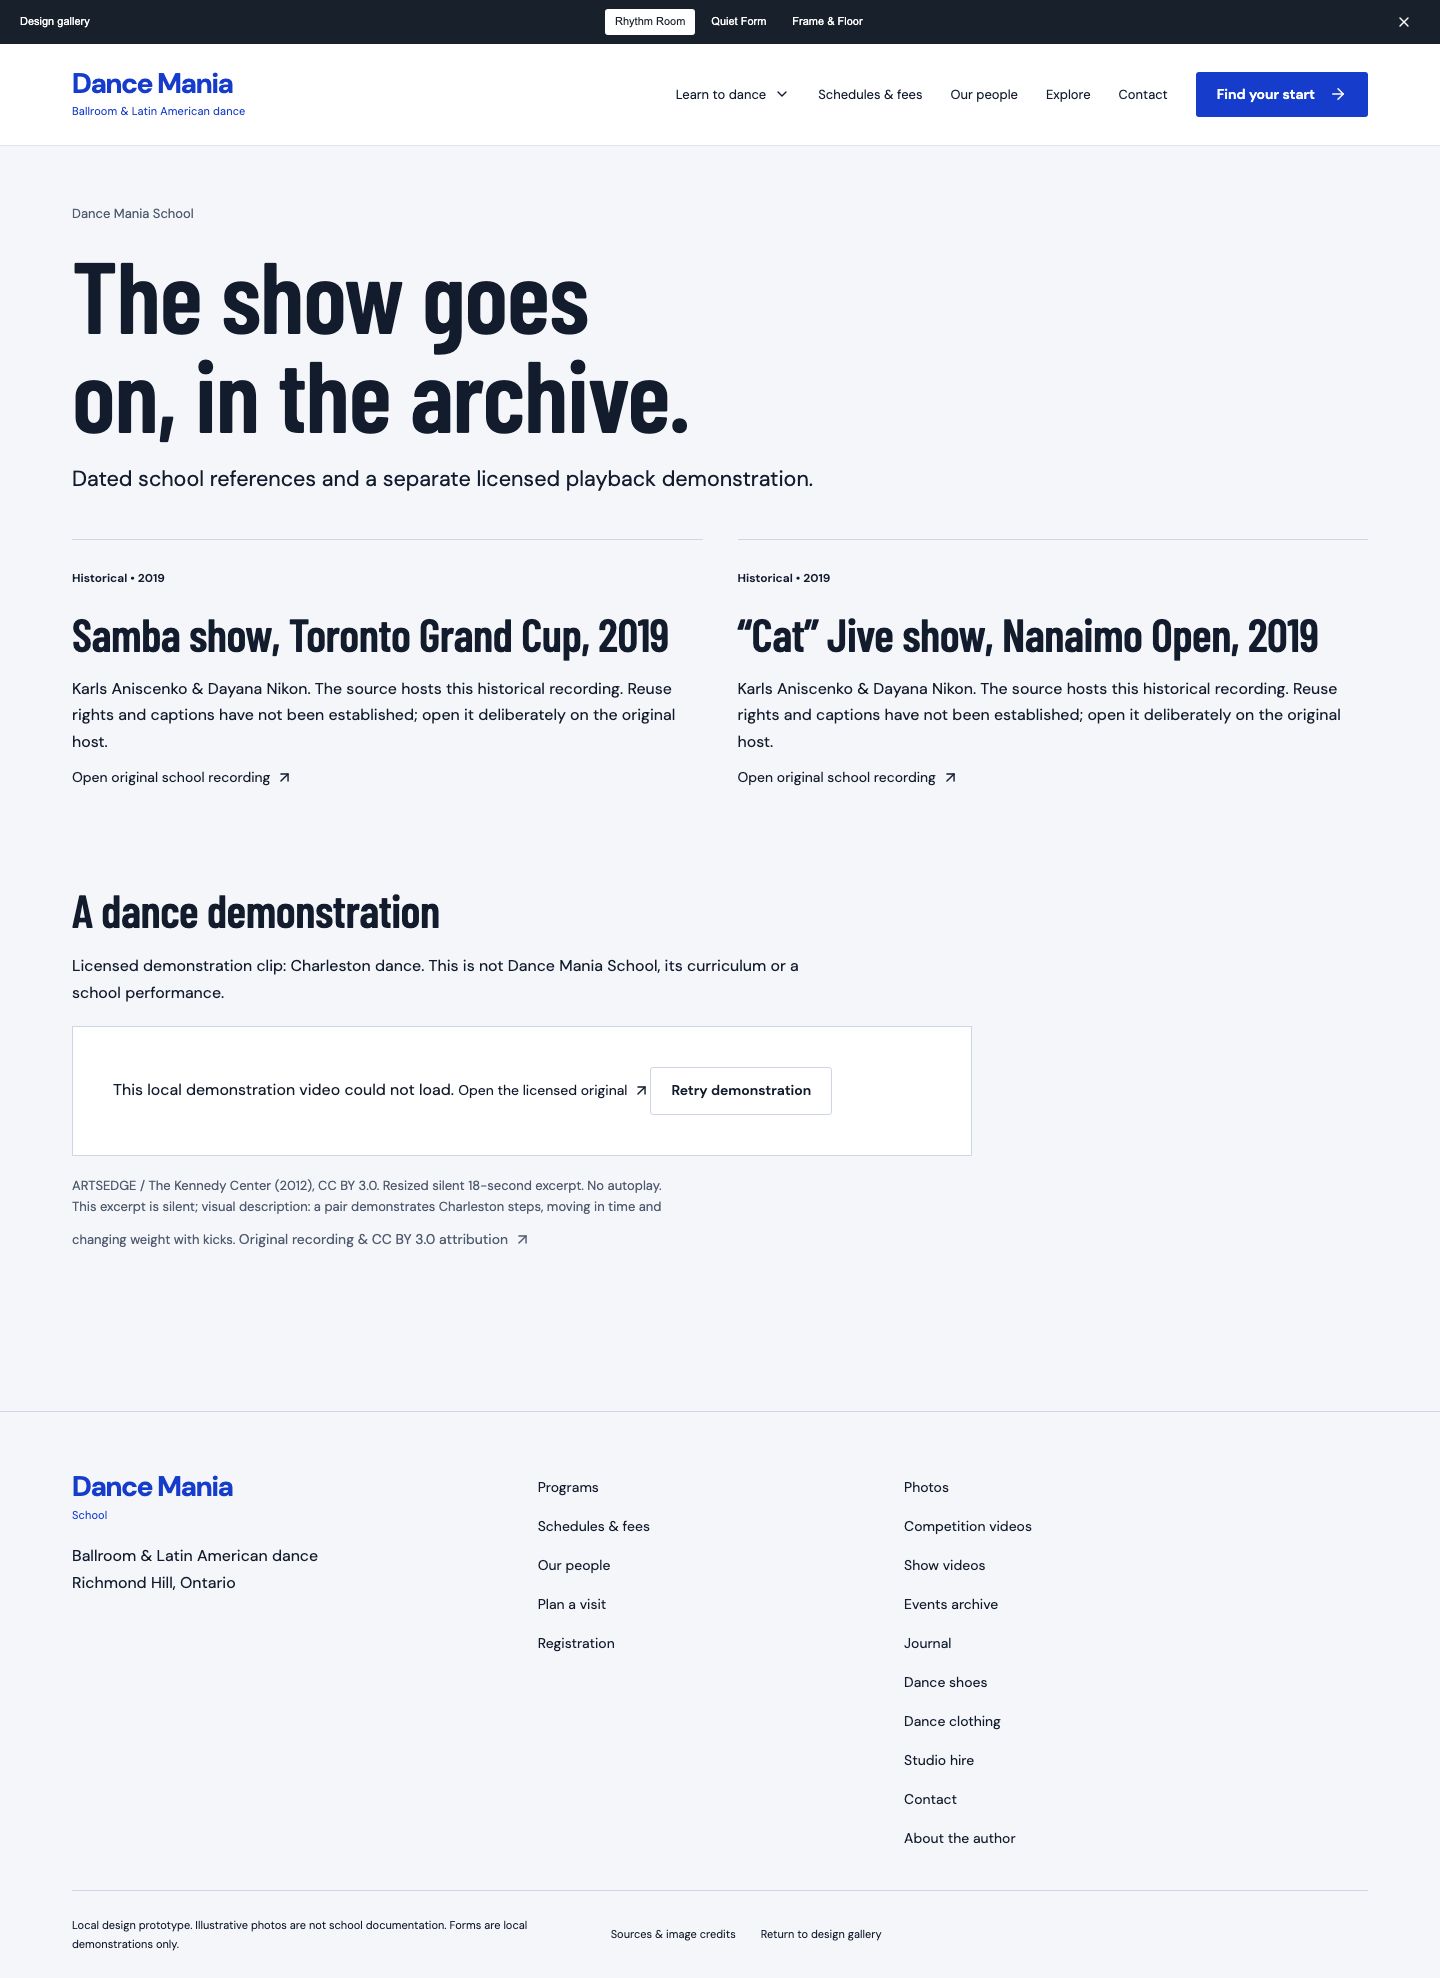 Design gallery
Rhythm Room
Quiet Form
Frame & Floor
Dance Mania
Ballroom & Latin American dance
Learn to dance
Schedules & fees
Our people
Explore
Contact
Find your start
Dance Mania School
The show goes
on, in the archive.
Dated school references and a separate licensed playback demonstration.
Historical • 2019
Samba show, Toronto Grand Cup, 2019
Karls Aniscenko & Dayana Nikon. The source hosts this historical recording. Reuse
rights and captions have not been established; open it deliberately on the original
host.
Open original school recording
Historical • 2019
“Cat” Jive show, Nanaimo Open, 2019
Karls Aniscenko & Dayana Nikon. The source hosts this historical recording. Reuse
rights and captions have not been established; open it deliberately on the original
host.
Open original school recording
A dance demonstration
Licensed demonstration clip: Charleston dance. This is not Dance Mania School, its curriculum or a
school performance.
This local demonstration video could not load. Open the licensed original
Retry demonstration
ARTSEDGE / The Kennedy Center (2012), CC BY 3.0. Resized silent 18-second excerpt. No autoplay.
This excerpt is silent; visual description: a pair demonstrates Charleston steps, moving in time and
changing weight with kicks. Original recording & CC BY 3.0 attribution
Dance Mania
School
Ballroom & Latin American dance
Richmond Hill, Ontario
Programs
Schedules & fees
Our people
Plan a visit
Registration
Photos
Competition videos
Show videos
Events archive
Journal
Dance shoes
Dance clothing
Studio hire
Contact
About the author
Local design prototype. Illustrative photos are not school documentation. Forms are local
demonstrations only.
Sources & image credits
Return to design gallery